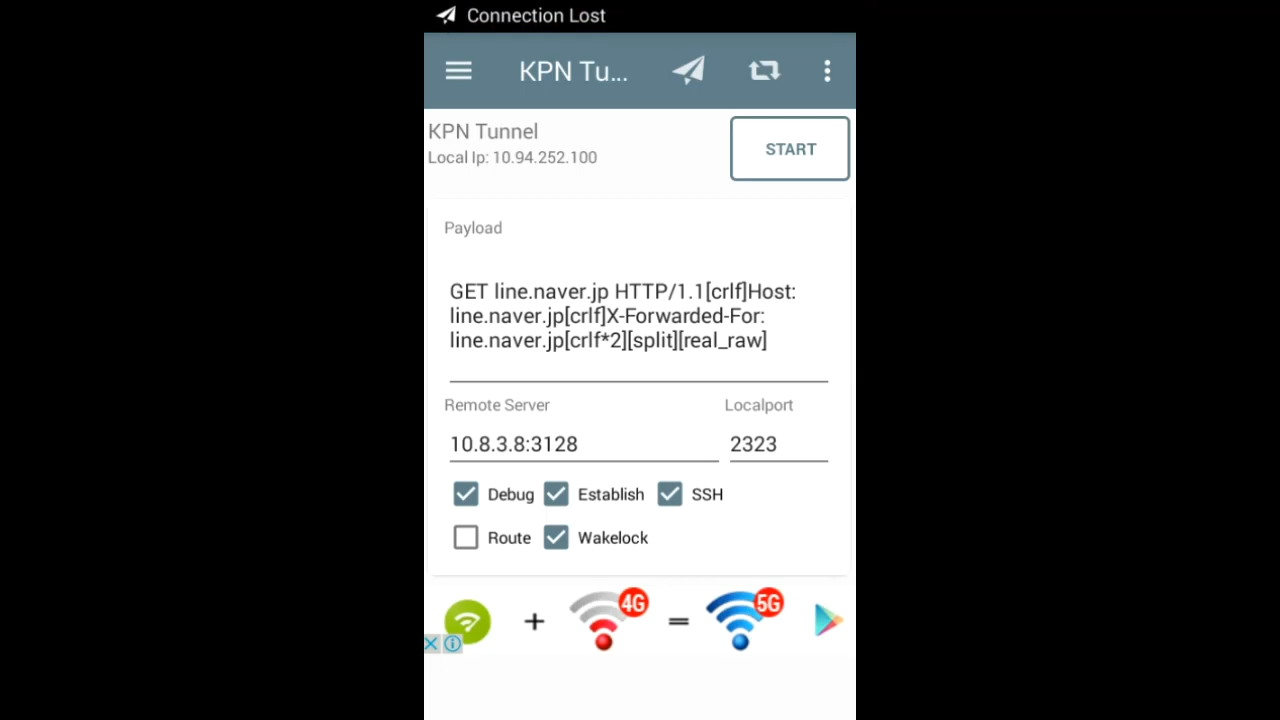 Connection Lost
KPN Tu...
KPN Tunnel
Local Ip: 10.94.252.100
START
Payload
GET line.naver.jp HTTP/1.1[crlf]Host:
line.naver.jp[crlf]X-Forwarded-For:
line.naver.jp[crlf*2][split][real_raw]
Remote Server
Localport
10.8.3.8:3128
2323
Debug
Establish
SSH
Route
Wakelock
+ 4G = 5G